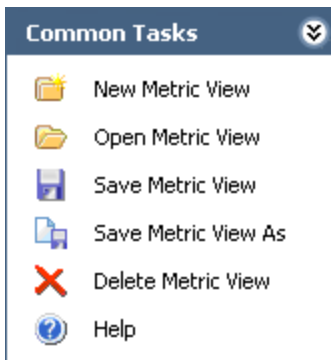 Common Tasks
New Metric View
Open Metric View
Save Metric View
Save Metric View As
Delete Metric View
Help